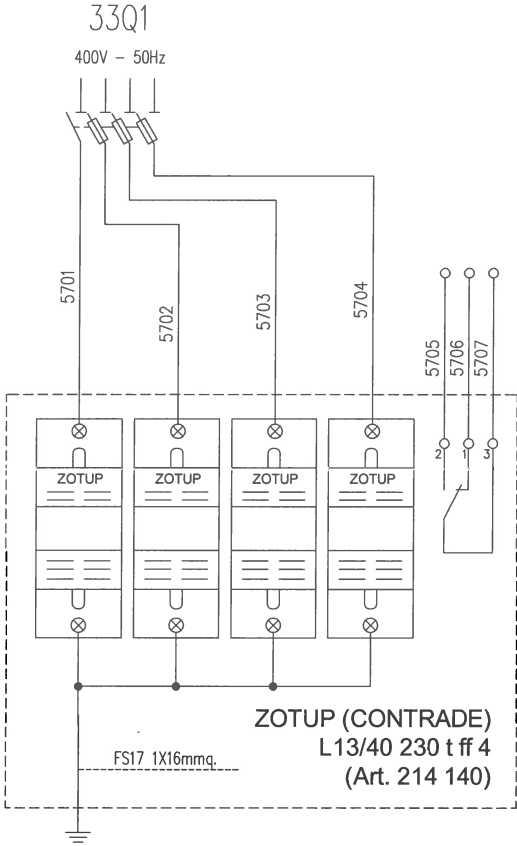 33Q1
400V - 50Hz
5701
5702
5703
5704
5705
5706
5707
2 1 3
ZOTUP ZOTUP ZOTUP ZOTUP
ZOTUP (CONTRADE)
L13/40 230 t ff 4
(Art. 214 140)
FS17 1X16mmq.